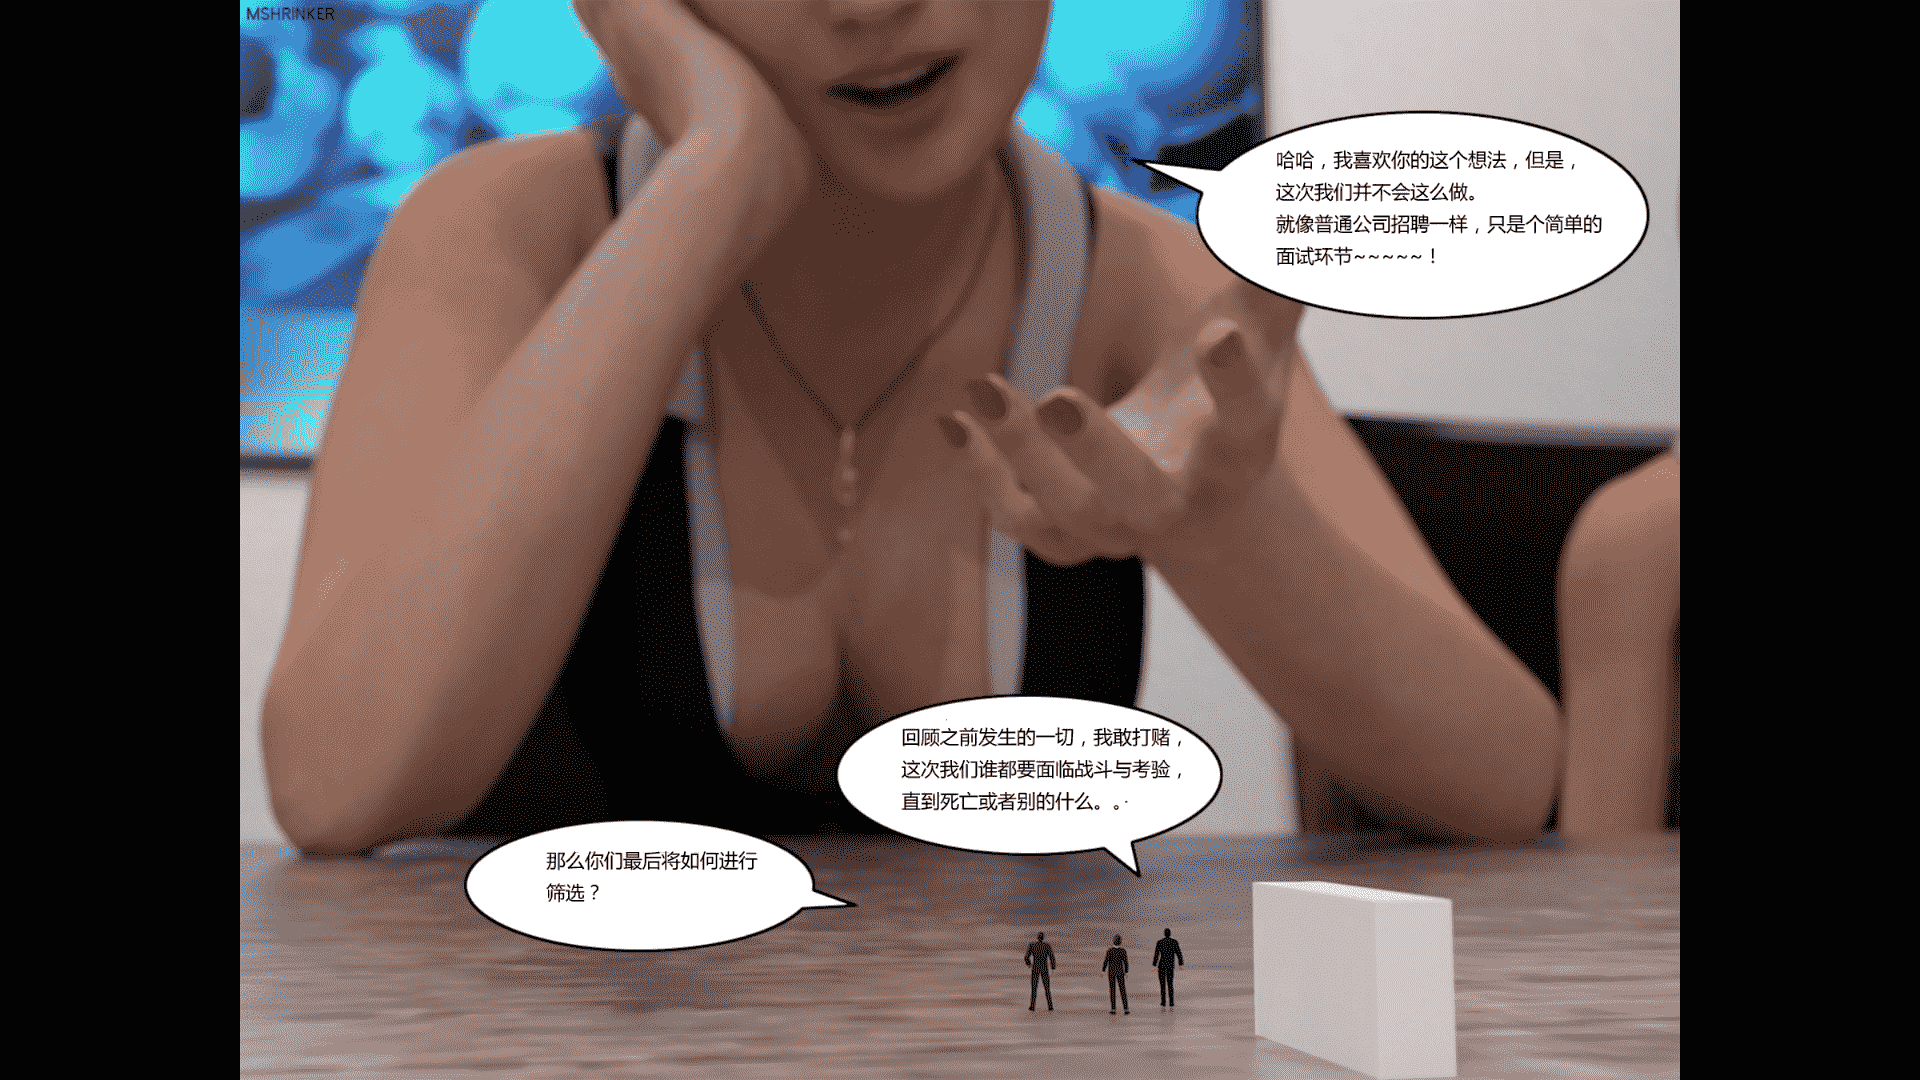 MSHRINKER
哈哈，我喜欢你的这个想法，但是，
这次我们并不会这么做。
就像普通公司招聘一样，只是个简单的
面试环节~~~~~！
回顾之前发生的一切，我敢打赌，
这次我们谁都要面临战斗与考验，
直到死亡或者别的什么。。
那么你们最后将如何进行
筛选？